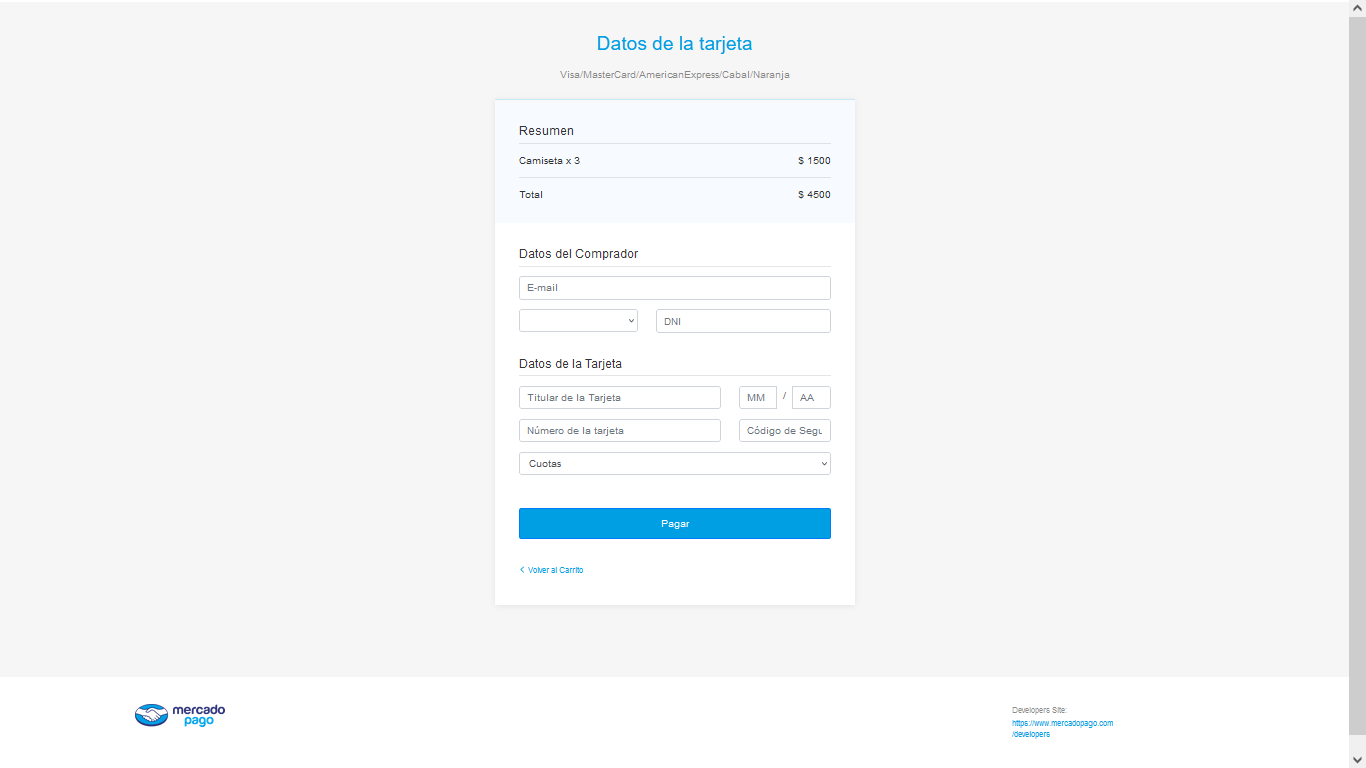 Datos de la tarjeta
Visa/MasterCard/AmericanExpress/Cabal/Naranja
Resumen
Camiseta x 3 $ 1500
Total $ 4500
Datos del Comprador
E-mail
DNI
Datos de la Tarjeta
Titular de la Tarjeta MM / AA
Número de la tarjeta Código de Segu
Cuotas
Pagar
Volver al Carrito
mercado
pago
Developers Site:
https://www.mercadopago.com
/developers